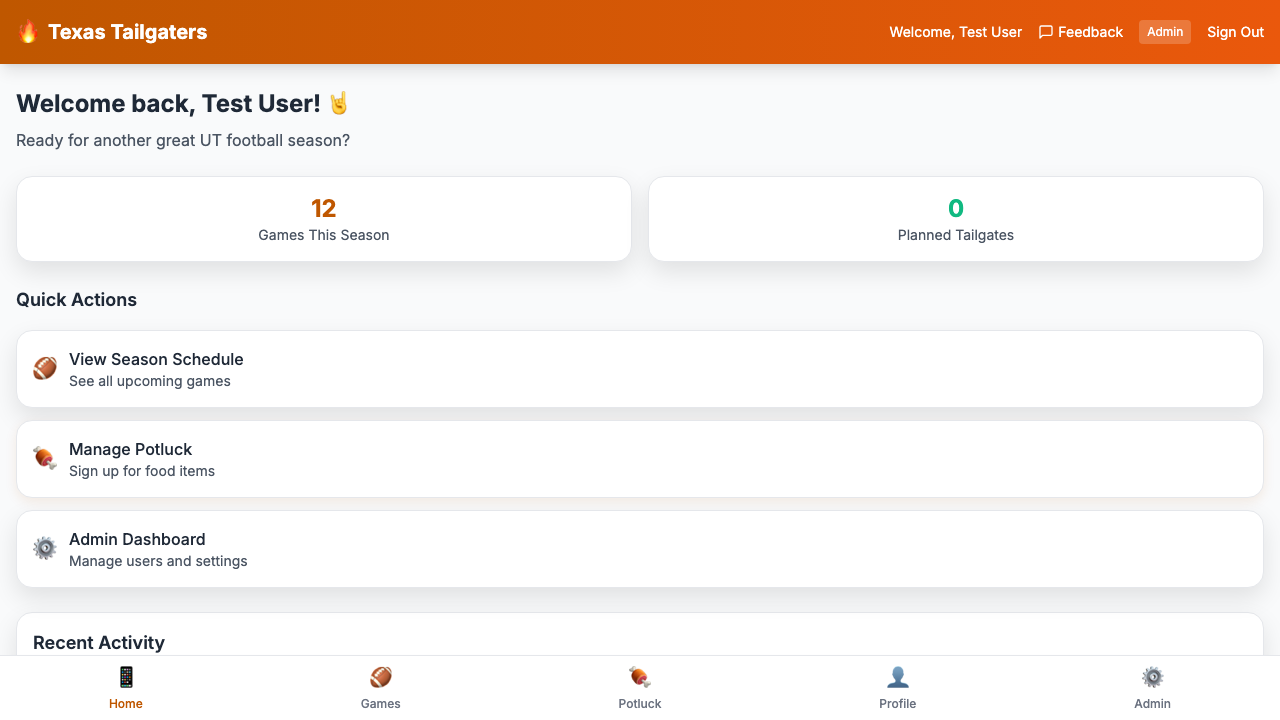 Texas Tailgaters
Welcome, Test User
Feedback
Admin
Sign Out
Welcome back, Test User!
Ready for another great UT football season?
12
Games This Season
0
Planned Tailgates
Quick Actions
View Season Schedule
See all upcoming games
Manage Potluck
Sign up for food items
Admin Dashboard
Manage users and settings
Recent Activity
Home
Games
Potluck
Profile
Admin